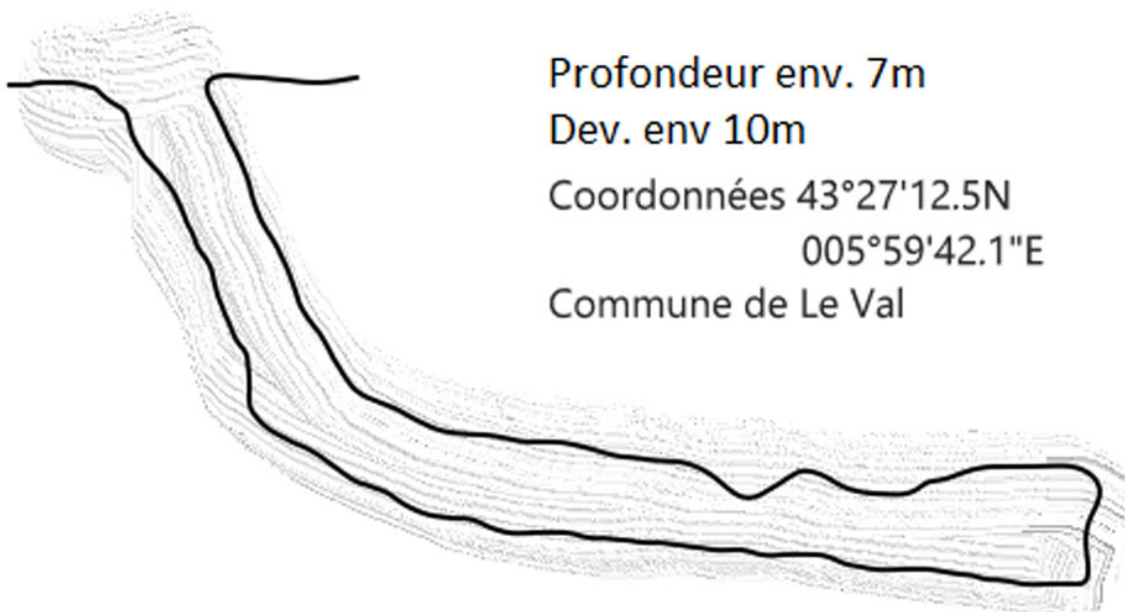 Profondeur env. 7m
Dev. env 10m
Coordonnées 43°27'12.5N
005°59'42.1"E
Commune de Le Val